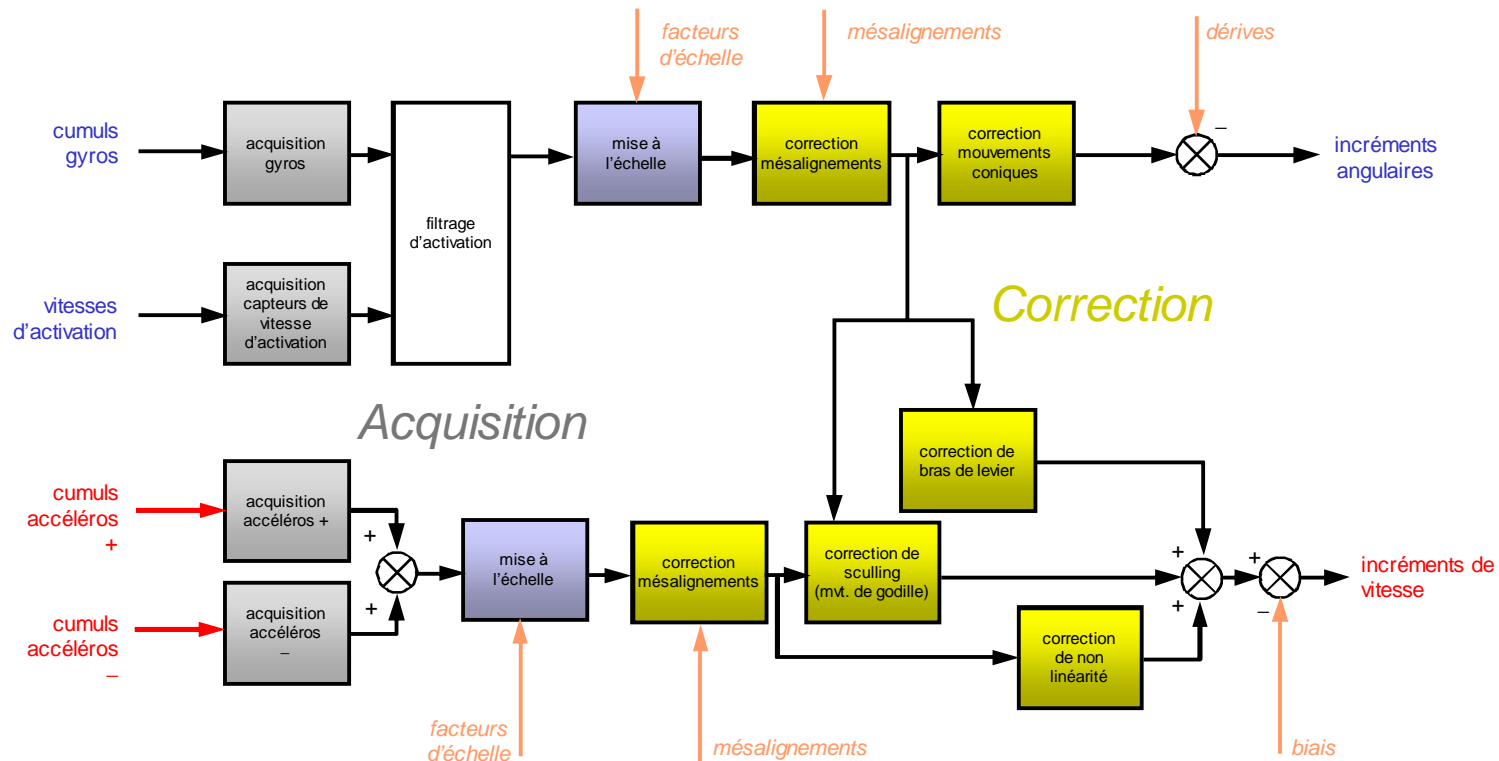 facteurs
d'échelle
mésalignements
dérives
cumuls
gyros
acquisition
gyros
filtrage
d'activation
mise à
l'échelle
correction
mésalignements
correction
mouvements
coniques
−
incréments
angulaires
vitesses
d'activation
acquisition
capteurs de
vitesse
d'activation
Correction
Acquisition
correction de
bras de levier
cumuls
accéléros
+
acquisition
accéléros +
+
mise à
l'échelle
correction
mésalignements
correction de
sculling
(mvt. de godille)
+
+
+
−
incréments de
vitesse
cumuls
accéléros
−
acquisition
accéléros
−
+
correction
de non
linéarité
facteurs
d'échelle
mésalignements
biais